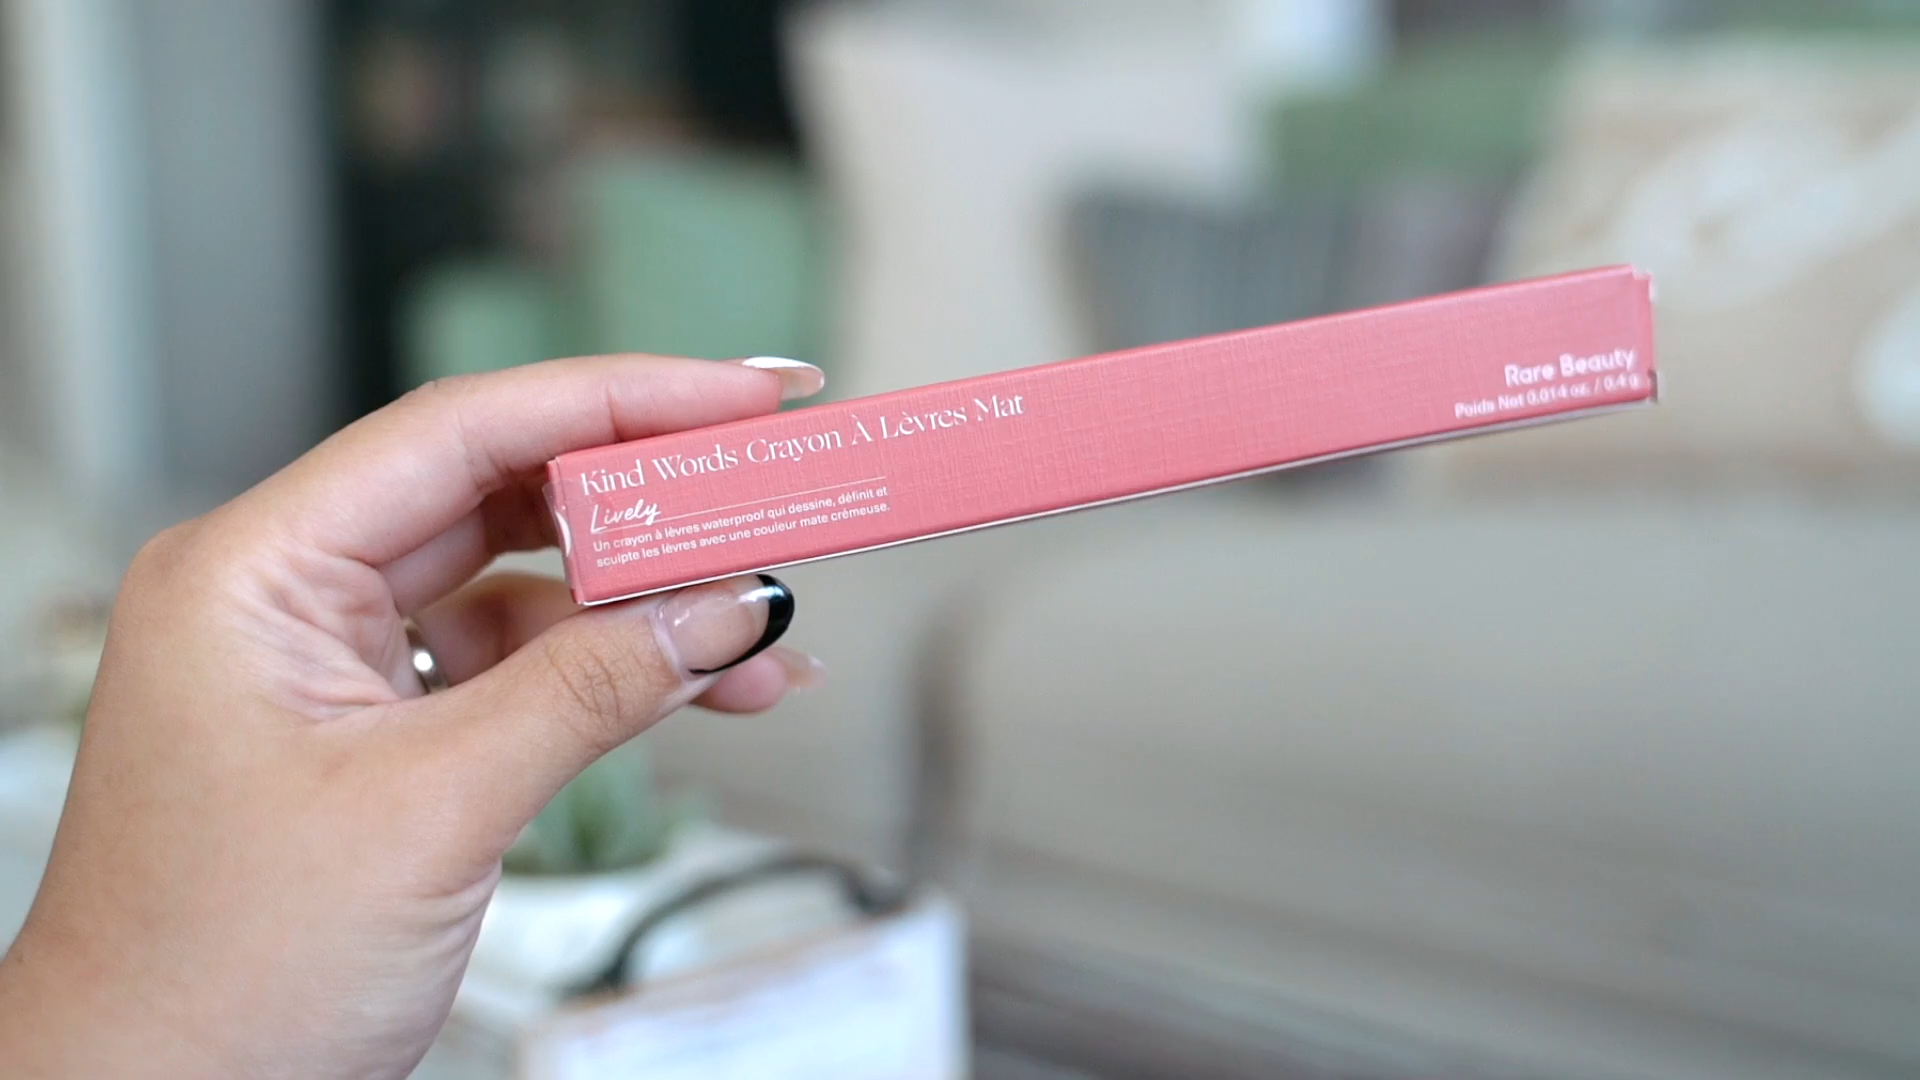 Kind Words Crayon À Lèvres Mat
Lively
Un crayon à lèvres waterproof qui dessine, définit et
sculpte les lèvres avec une couleur mate crémeuse.
Rare Beauty
Poids Net 0.014 oz. / 0.4 g